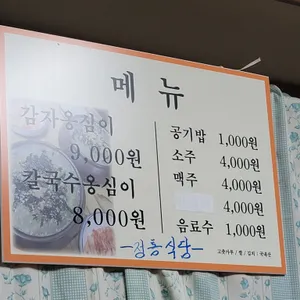 메뉴
감자옹심이
9,000원
칼국수옹심이
8,000원
공기밥 1,000원
소주 4,000원
맥주 4,000원
4,000원
음료수 1,000원
-정통식당-